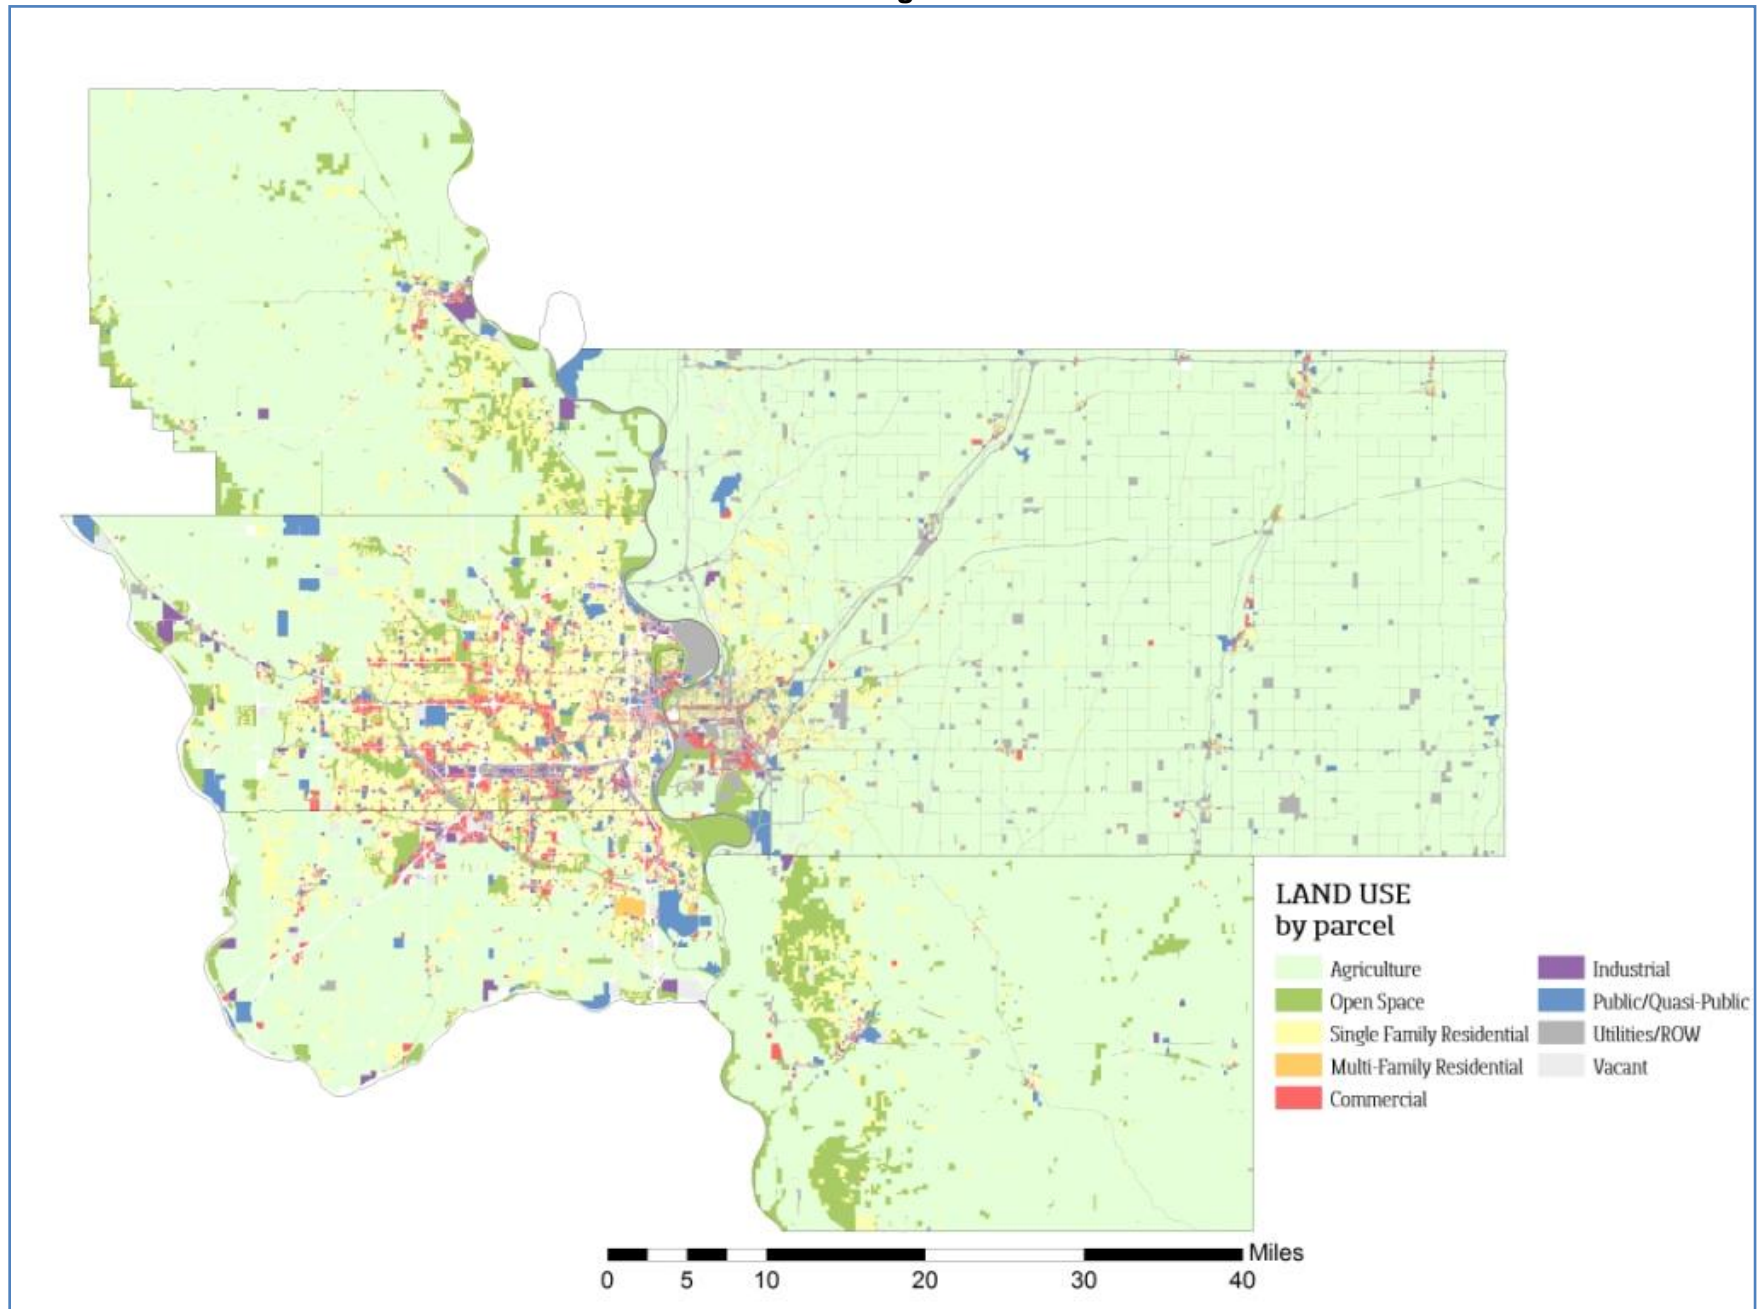 LAND USE
by parcel
Agriculture
Open Space
Single Family Residential
Multi-Family Residential
Commercial
Industrial
Public/Quasi-Public
Utilities/ROW
Vacant
Miles
0 5 10 20 30 40